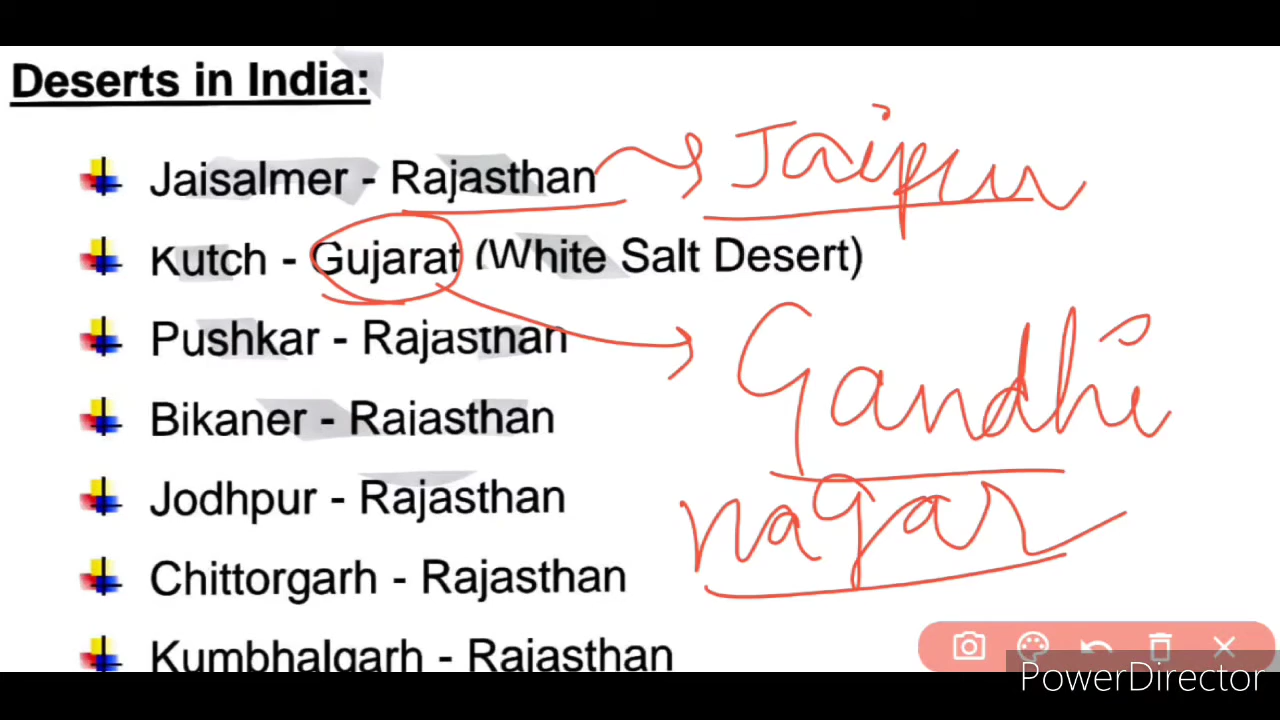 Deserts in India:
Jaisalmer - Rajasthan Jaipur
Kutch - Gujarat (White Salt Desert)
Pushkar - Rajasthan
Gandhi
Bikaner - Rajasthan
Jodhpur - Rajasthan
nagar
Chittorgarh - Rajasthan
Kumbhalgarh - Rajasthan
PowerDirector